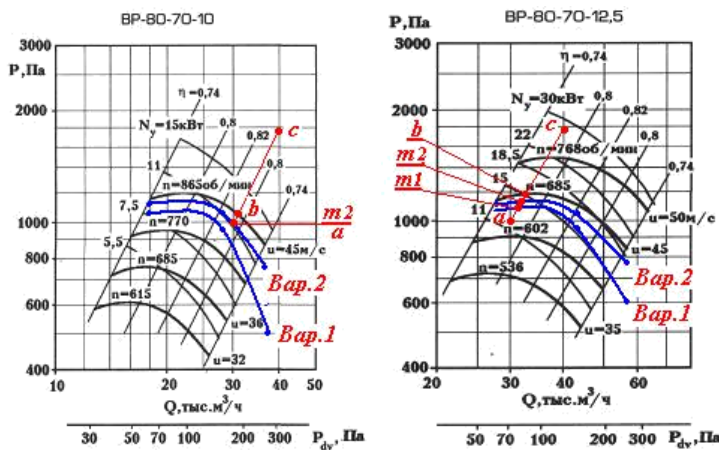 ВР-80-70-10
3000
P,Па
2000
1000
800
600
400
η=0,74
Nу=15кВт
0,8
0,82
0,8
0,74
11
n=865об/мин
7,5
n=770
5,5
n=685
n=615
u=45м/с
u=36
u=32
c
b
m2
a
Вар.2
Вар.1
10 20 30 40 50
Q,тыс.м³/ч
30 50 70 100 200 300 Pdv,Па
ВР-80-70-12,5
P,Па
3000
2000
1000
800
600
400
η=0,74
Nу=30кВт
0,8
0,82
0,8
0,74
22
18,5
15
11
n=768об/мин
n=685
n=602
n=536
u=50м/с
u=45
u=35
c
b
m2
m1
a
Вар.2
Вар.1
20 30 40 60
Q,тыс.м³/ч
50 70 100 200 300 Pdv,Па